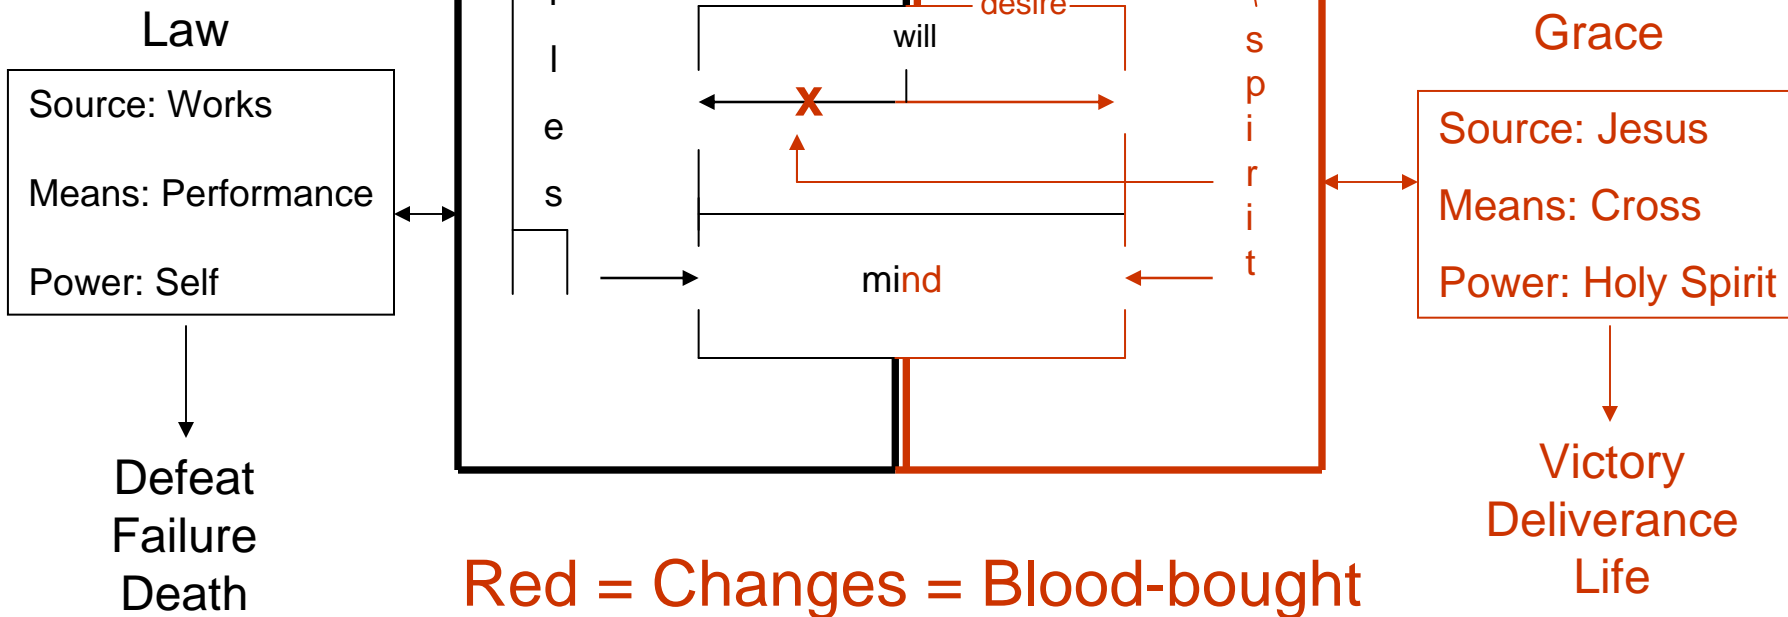 Law
Source: Works
Means: Performance
Power: Self
Defeat
Failure
Death
l
e
s
desire
will
mind
s
p
i
r
i
t
Grace
Source: Jesus
Means: Cross
Power: Holy Spirit
Victory
Deliverance
Life
Red = Changes = Blood-bought